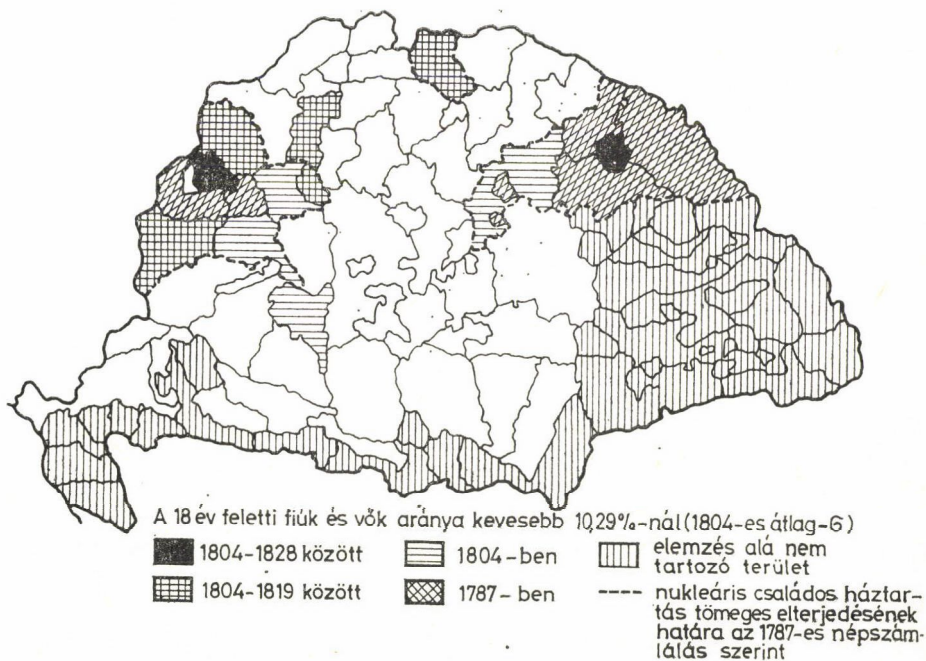 A 18 év feletti fiúk és vők aránya kevesebb 10,29%-nál (1804-es átlag-6)
1804-1828 között
1804-1819 között
1804-ben
1787-ben
elemzés alá nem
tartozó terület
nukleáris családos háztar-
tás tömeges elterjedésének
határa az 1787-es népszám-
lálás szerint